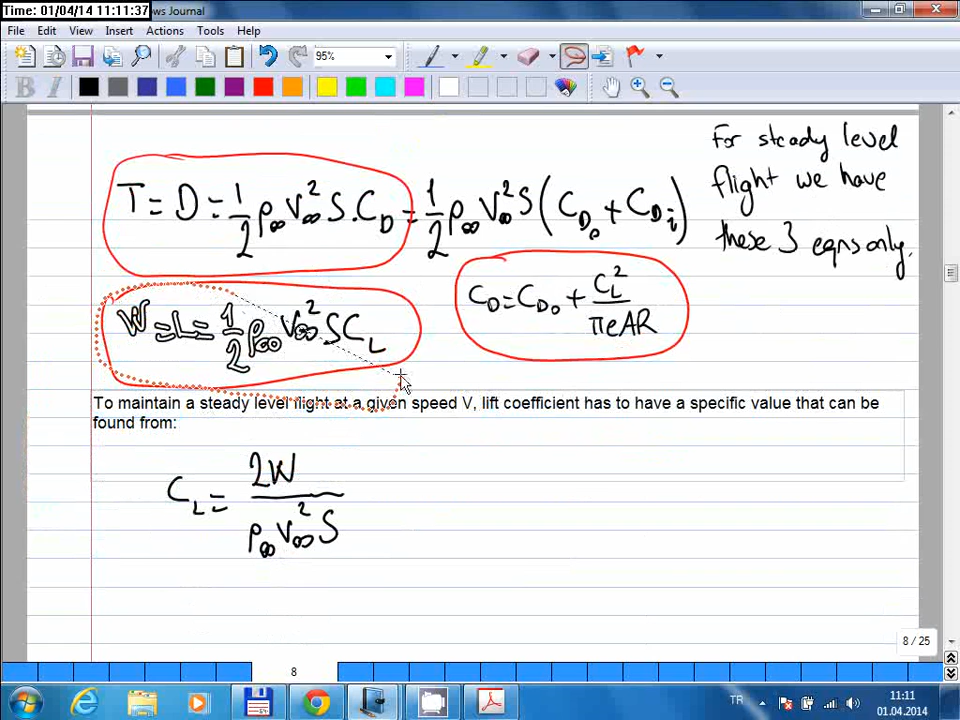 Time: 01/04/14 11:11:37
ws Journal
File Edit View Insert Actions Tools Help
95%
B I
For steady level
flight we have
these 3 eqns only.
T = D = 1/2 ρ∞ V∞² S . C_D = 1/2 ρ∞ V∞² S ( C_D₀ + C_Di )
W = L = 1/2 ρ∞ V∞² S C_L
C_D = C_D₀ + C_L² / πeAR
To maintain a steady level flight at a given speed V, lift coefficient has to have a specific value that can be
found from:
C_L = 2W / ρ∞ V∞² S
8 / 25
8
TR
11:11
01.04.2014